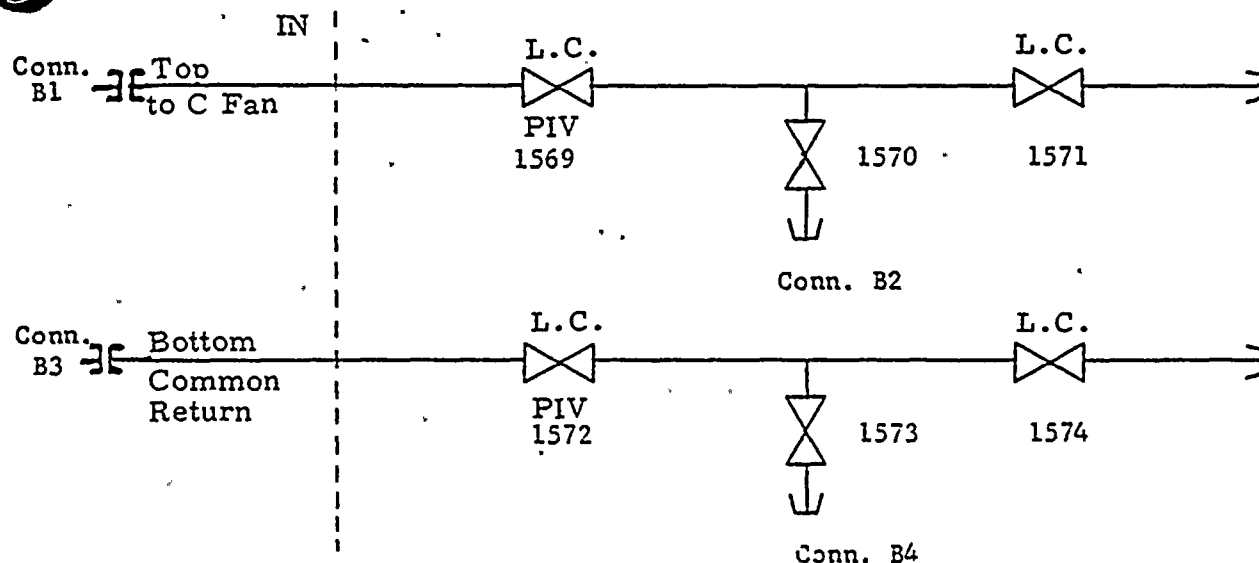 IN
L.C.
L.C.
Conn.
B1
Top
to C Fan
PIV
1569
1570
1571
Conn. B2
L.C.
L.C.
Conn.
B3
Bottom
Common
Return
PIV
1572
1573
1574
Conn. B4